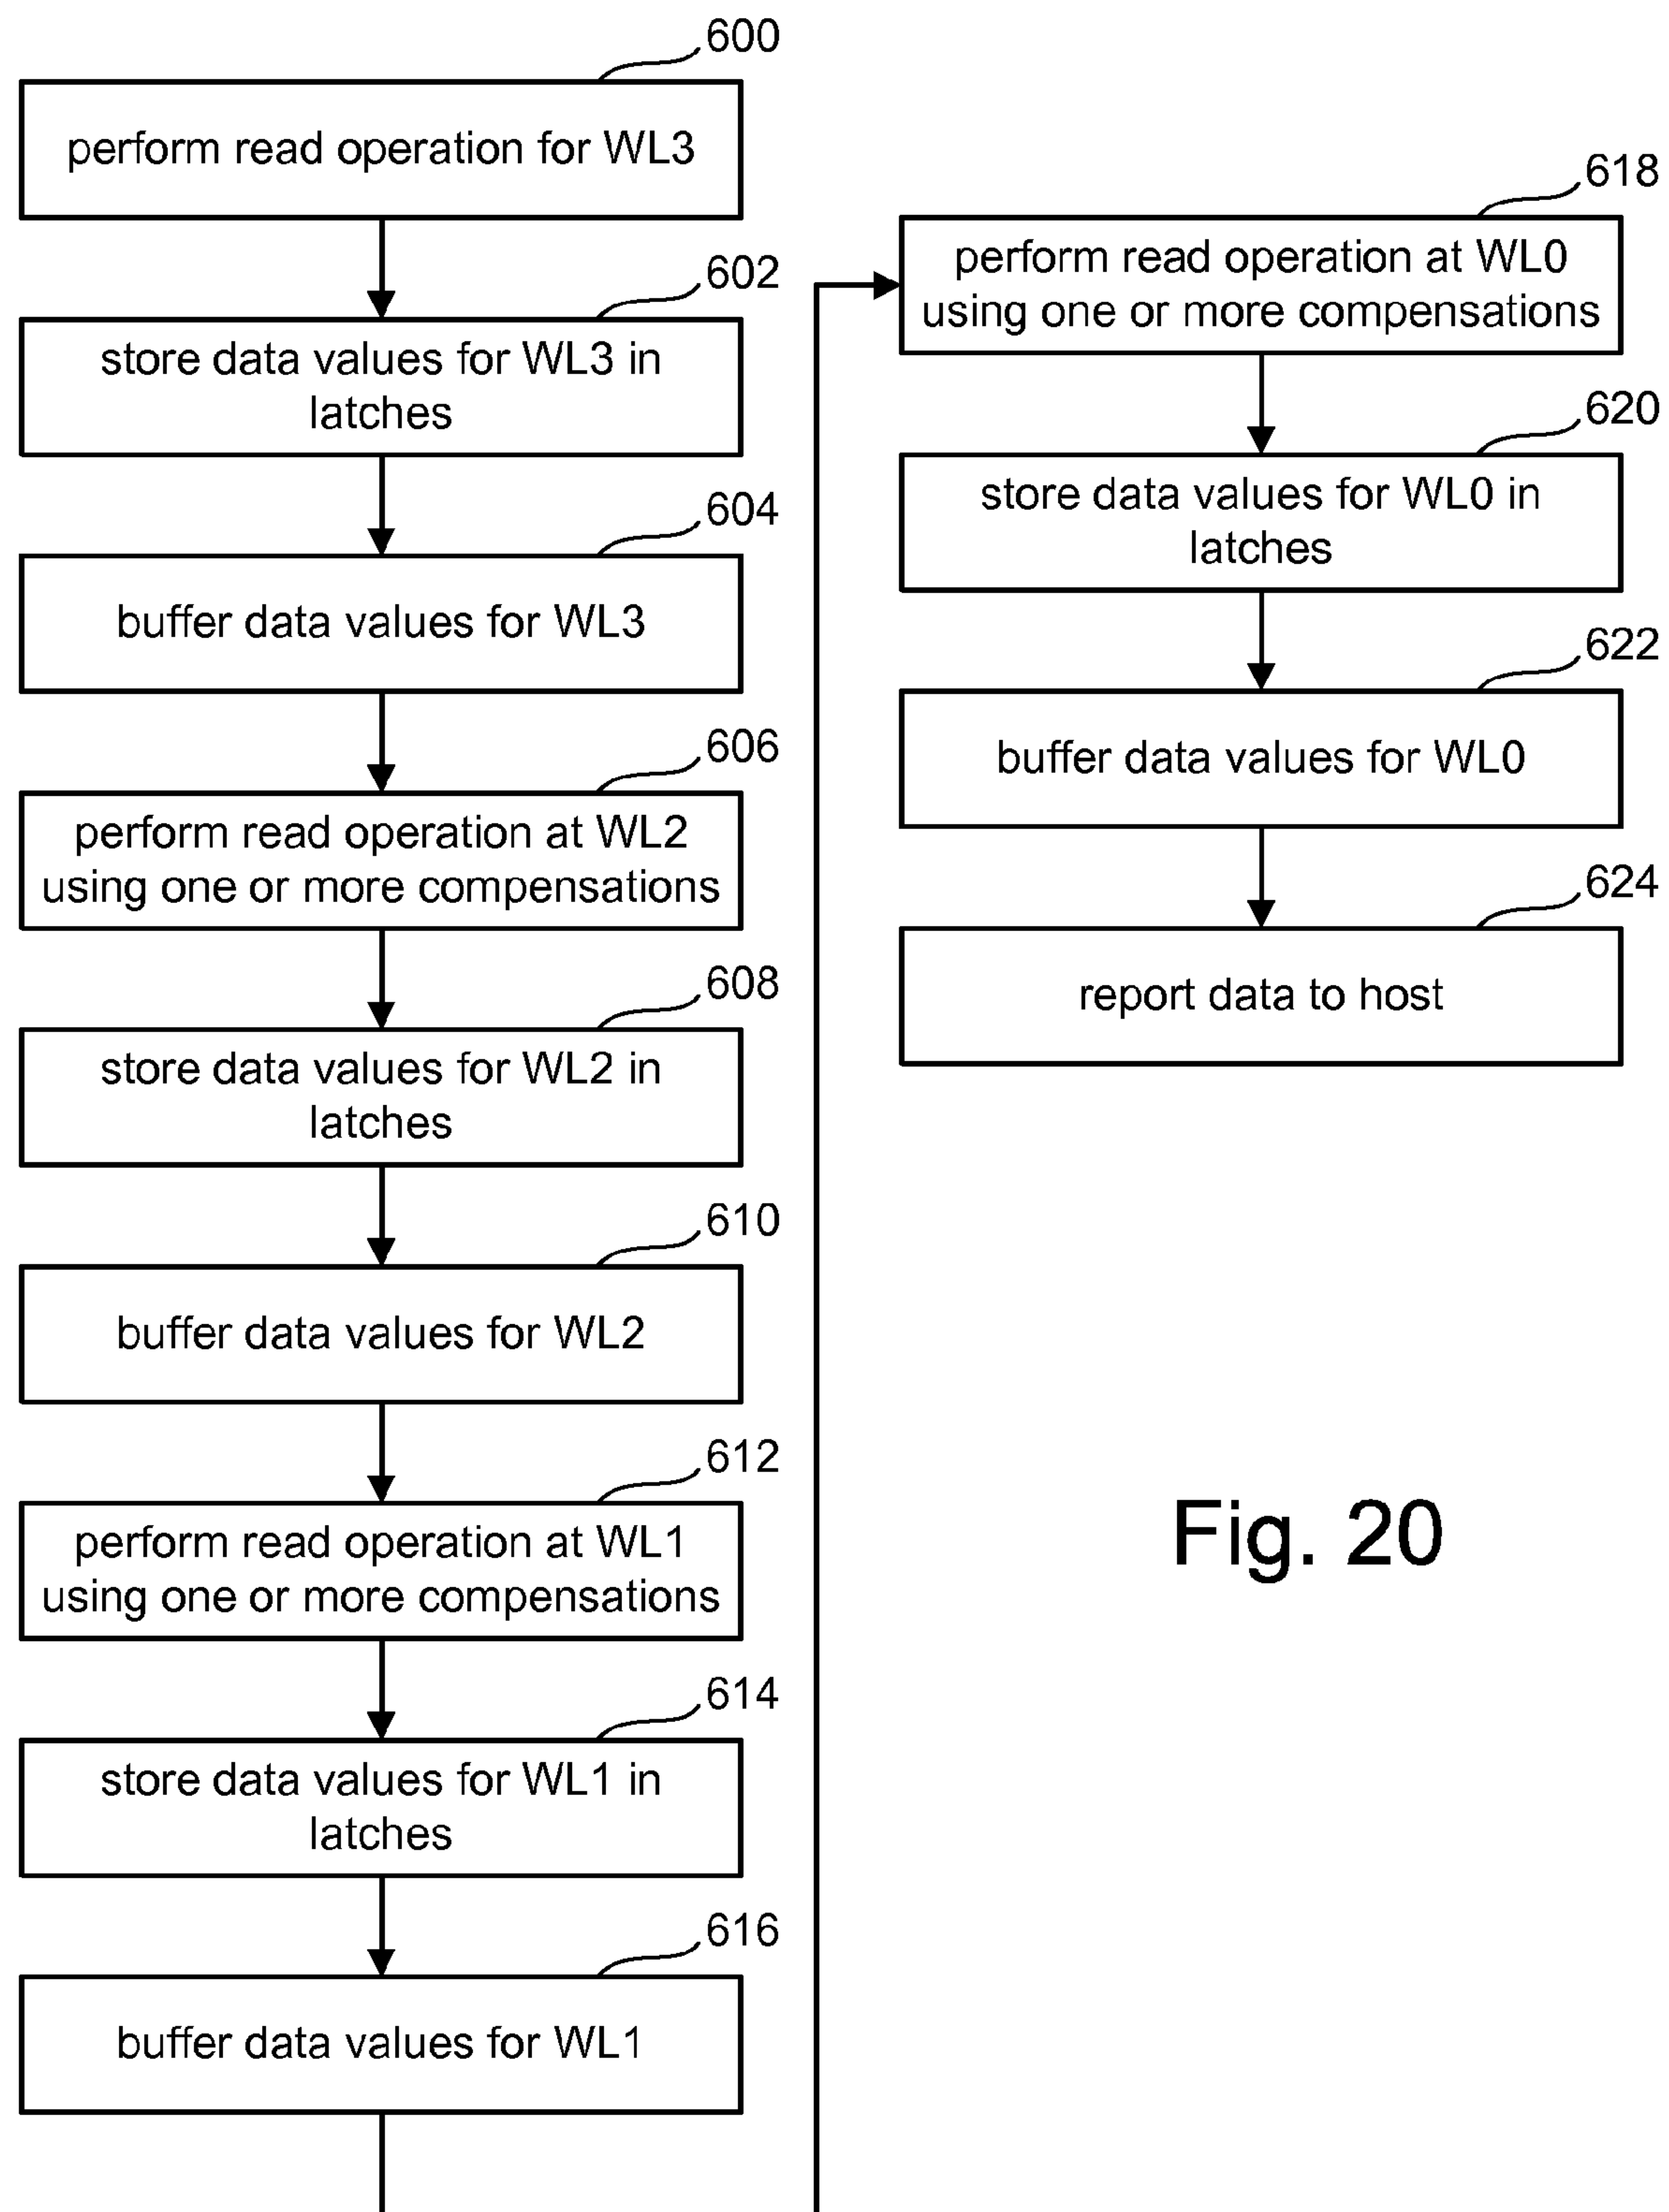 600
perform read operation for WL3
602
store data values for WL3 in
latches
604
buffer data values for WL3
606
perform read operation at WL2
using one or more compensations
608
store data values for WL2 in
latches
610
buffer data values for WL2
612
perform read operation at WL1
using one or more compensations
614
store data values for WL1 in
latches
616
buffer data values for WL1
618
perform read operation at WL0
using one or more compensations
620
store data values for WL0 in
latches
622
buffer data values for WL0
624
report data to host
Fig. 20